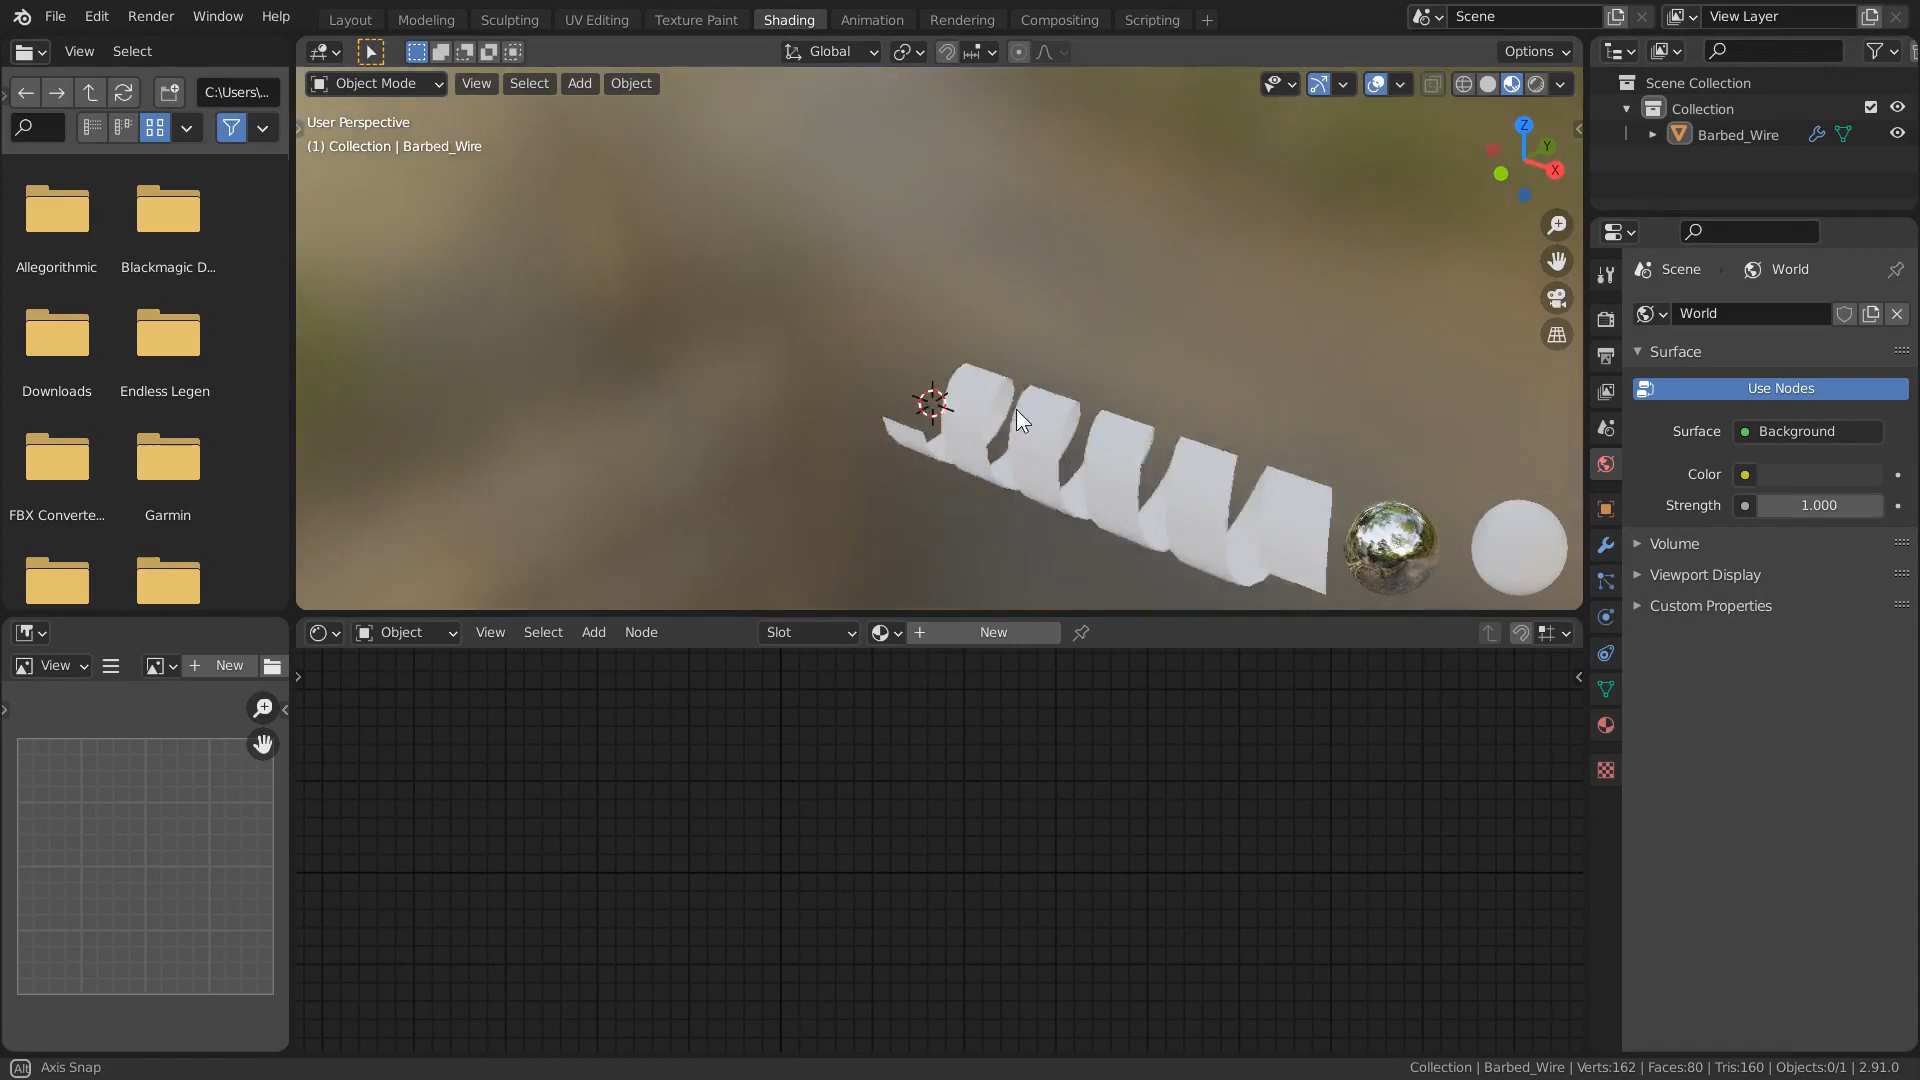 File Edit Render Window Help
Layout Modeling Sculpting UV Editing Texture Paint Shading Animation Rendering Compositing Scripting +
Scene
View Layer
View Select
Global
Options
C:\Users\...
Object Mode View Select Add Object
User Perspective
(1) Collection | Barbed_Wire
Z
Y
X
Scene Collection
Collection
Barbed_Wire
Allegorithmic
Blackmagic D...
Downloads
Endless Legen
FBX Converte...
Garmin
Scene
World
World
Surface
Use Nodes
Surface
Background
Color
Strength
1.000
Volume
Viewport Display
Custom Properties
Object View Select Add Node
Slot
+ New
View
+ New
Alt Axis Snap
Collection | Barbed_Wire | Verts:162 | Faces:80 | Tris:160 | Objects:0/1 | 2.91.0